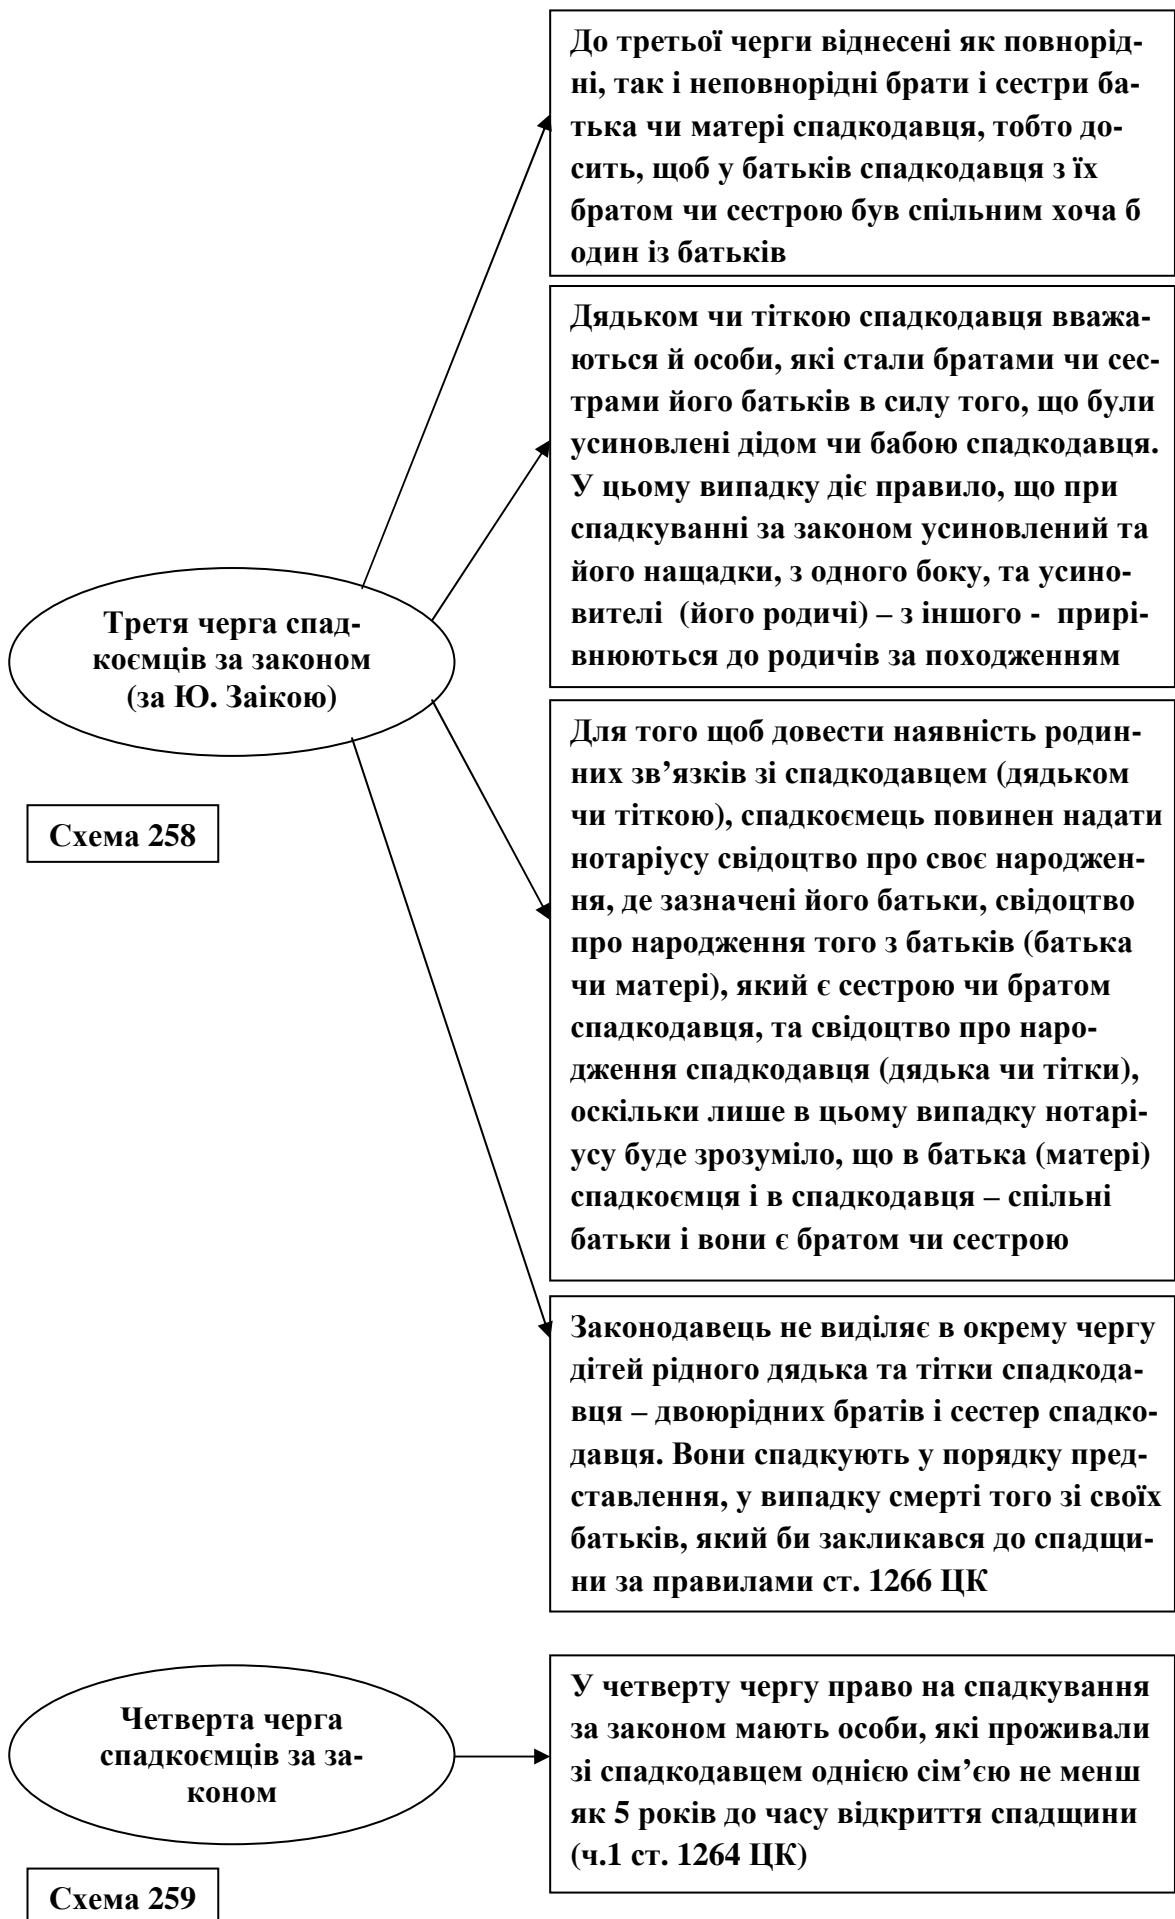 До третьої черги віднесені як повнорід-
ні, так і неповнорідні брати і сестри ба-
тька чи матері спадкодавця, тобто до-
сить, щоб у батьків спадкодавця з їх
братом чи сестрою був спільним хоча б
один із батьків
Дядьком чи тіткою спадкодавця вважа-
ються й особи, які стали братами чи сес-
трами його батьків в силу того, що були
усиновлені дідом чи бабою спадкодавця.
У цьому випадку діє правило, що при
спадкуванні за законом усиновлений та
його нащадки, з одного боку, та усино-
вителі (його родичі) – з іншого - прирі-
внюються до родичів за походженням
Третя черга спад-
коємців за законом
(за Ю. Заікою)
Схема 258
Для того щоб довести наявність родин-
них зв’язків зі спадкодавцем (дядьком
чи тіткою), спадкоємець повинен надати
нотаріусу свідоцтво про своє народжен-
ня, де зазначені його батьки, свідоцтво
про народження того з батьків (батька
чи матері), який є сестрою чи братом
спадкодавця, та свідоцтво про наро-
дження спадкодавця (дядька чи тітки),
оскільки лише в цьому випадку нотарі-
усу буде зрозуміло, що в батька (матері)
спадкоємця і в спадкодавця – спільні
батьки і вони є братом чи сестрою
Законодавець не виділяє в окрему чергу
дітей рідного дядька та тітки спадкода-
вця – двоюрідних братів і сестер спадко-
давця. Вони спадкують у порядку пред-
ставлення, у випадку смерті того зі своїх
батьків, який би закликався до спадщи-
ни за правилами ст. 1266 ЦК
Четверта черга
спадкоємців за за-
коном
Схема 259
У четверту чергу право на спадкування
за законом мають особи, які проживали
зі спадкодавцем однією сім’єю не менш
як 5 років до часу відкриття спадщини
(ч.1 ст. 1264 ЦК)